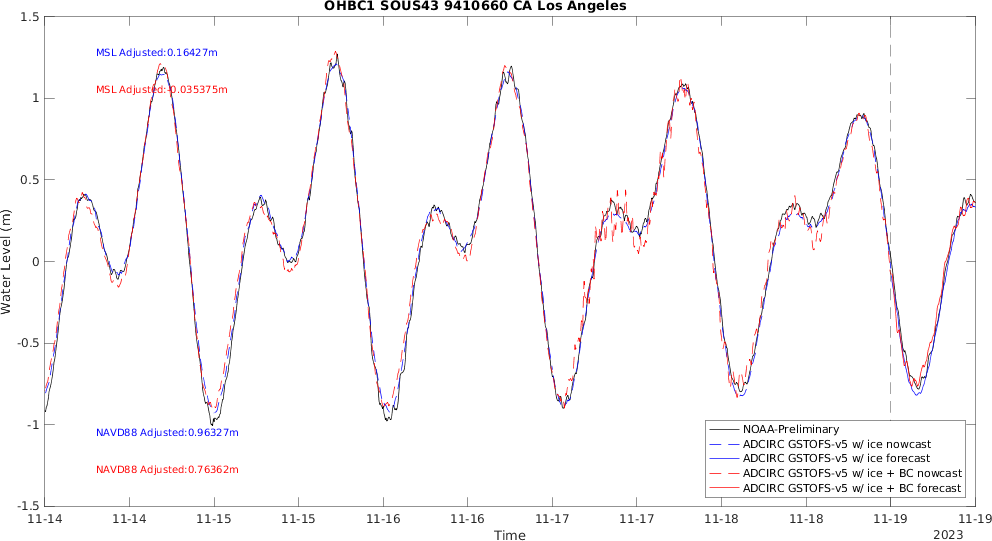 OHBC1 SOUS43 9410660 CA Los Angeles
1.5
1
0.5
0
-0.5
-1
-1.5
Water Level (m)
MSL Adjusted:0.16427m
MSL Adjusted:-0.035375m
NAVD88 Adjusted:0.96327m
NAVD88 Adjusted:0.76362m
NOAA-Preliminary
ADCIRC GSTOFS-v5 w/ ice nowcast
ADCIRC GSTOFS-v5 w/ ice forecast
ADCIRC GSTOFS-v5 w/ ice + BC nowcast
ADCIRC GSTOFS-v5 w/ ice + BC forecast
11-14 11-14 11-15 11-15 11-16 11-16 11-17 11-17 11-18 11-18 11-19 11-19
Time
2023